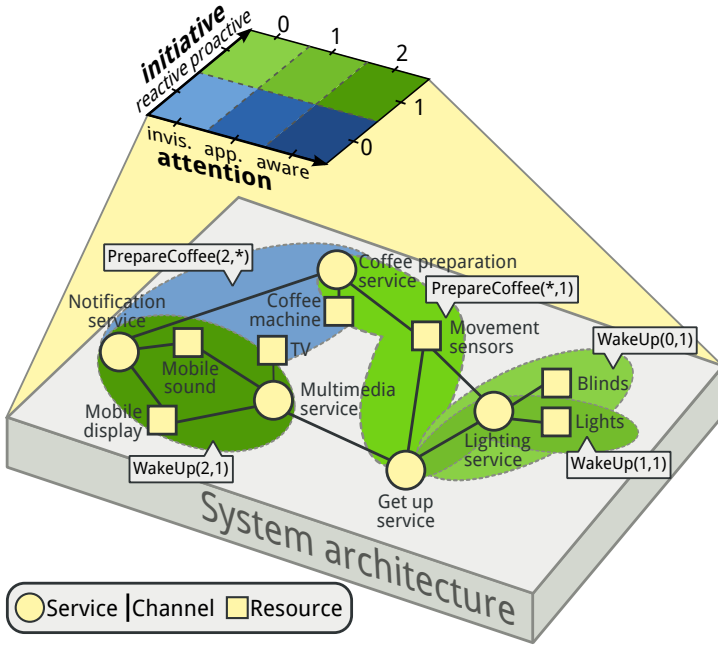 initiative
reactive proactive
0
1
2
1
0
invis. app. aware
attention
PrepareCoffee(2,*)
Coffee preparation
service
PrepareCoffee(*,1)
Notification
service
Coffee
machine
Movement
sensors
WakeUp(0,1)
TV
Mobile
sound
Blinds
Multimedia
service
Mobile
display
Lights
Lighting
service
WakeUp(2,1)
WakeUp(1,1)
Get up
service
System architecture
Service
Channel
Resource